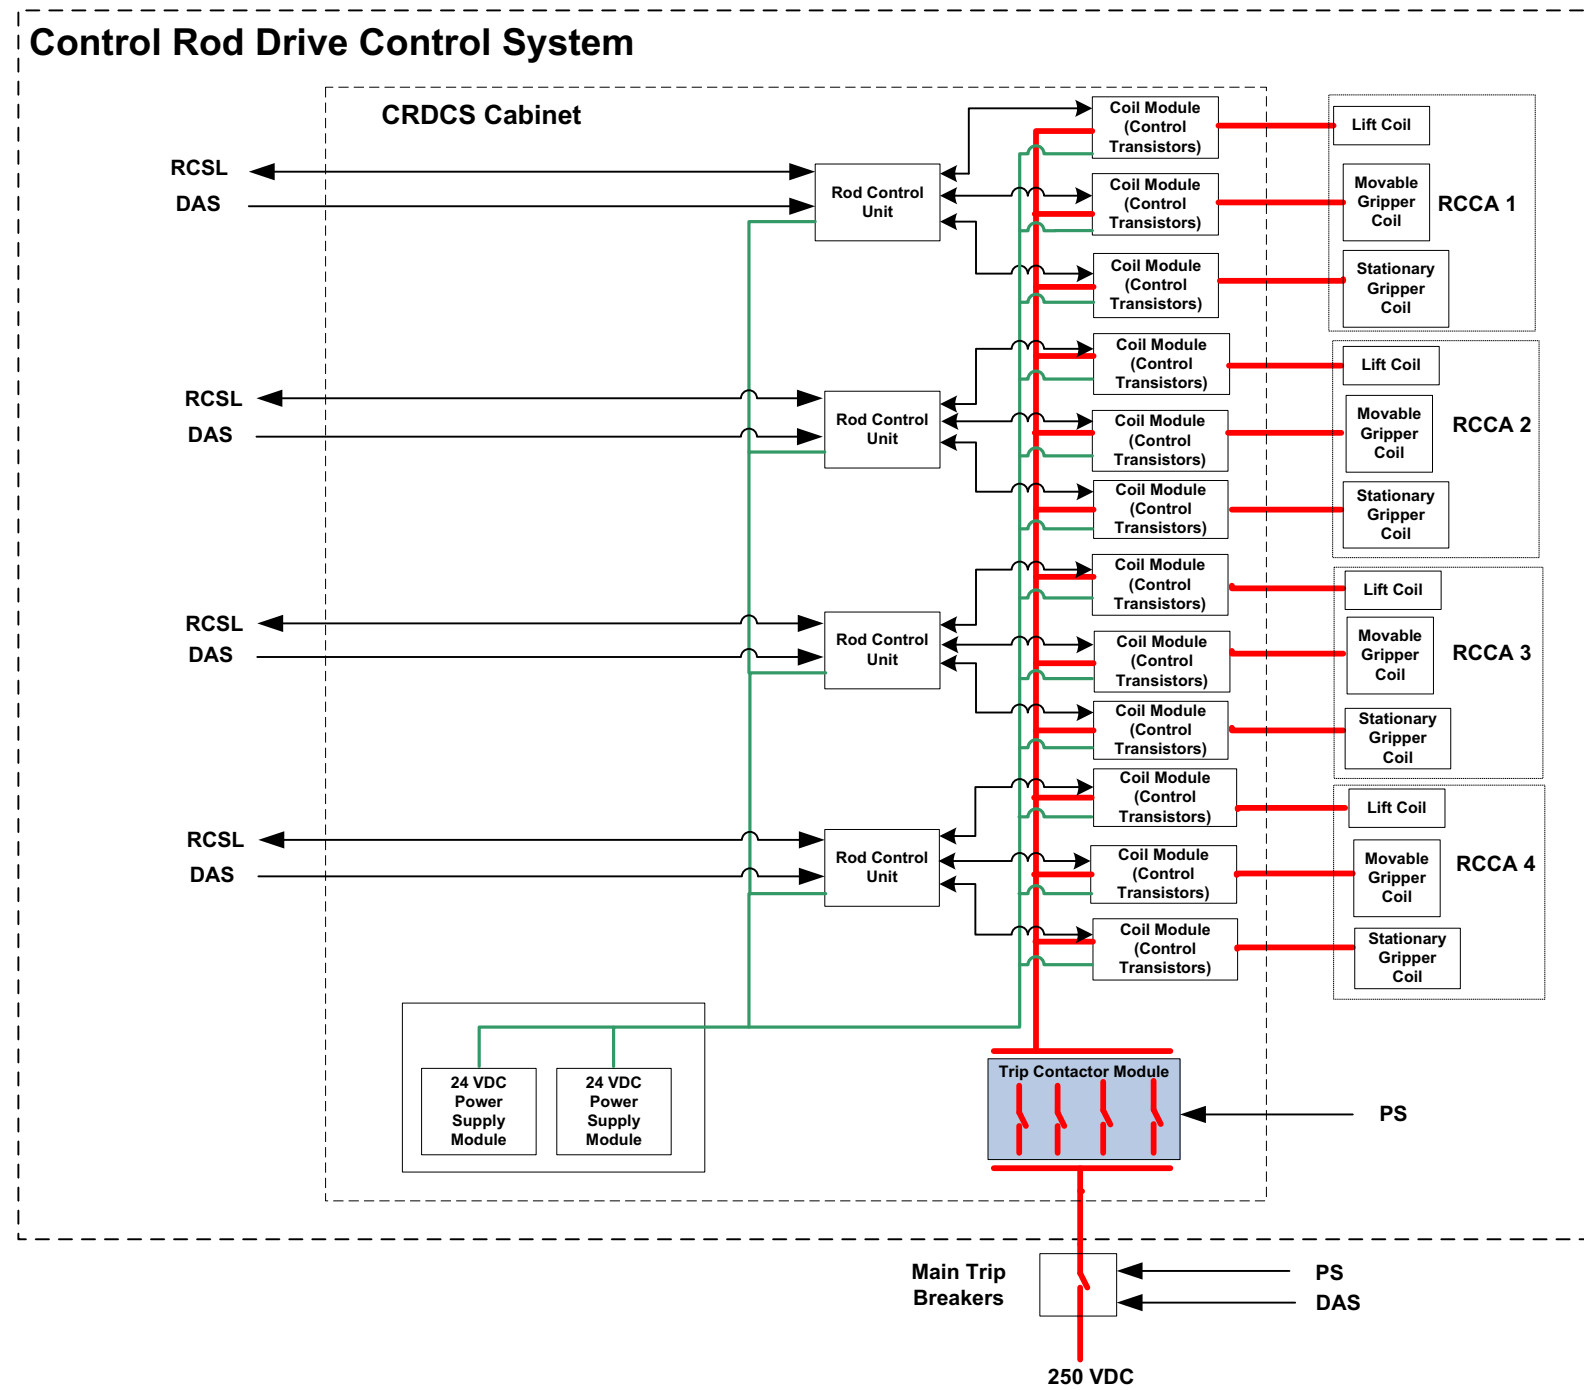 Control Rod Drive Control System
CRDCS Cabinet
RCSL
DAS
Rod Control
Unit
Coil Module
(Control
Transistors)
Coil Module
(Control
Transistors)
Coil Module
(Control
Transistors)
Lift Coil
Movable
Gripper
Coil
Stationary
Gripper
Coil
RCCA 1
RCSL
DAS
Rod Control
Unit
Coil Module
(Control
Transistors)
Coil Module
(Control
Transistors)
Coil Module
(Control
Transistors)
Lift Coil
Movable
Gripper
Coil
Stationary
Gripper
Coil
RCCA 2
RCSL
DAS
Rod Control
Unit
Coil Module
(Control
Transistors)
Coil Module
(Control
Transistors)
Coil Module
(Control
Transistors)
Lift Coil
Movable
Gripper
Coil
Stationary
Gripper
Coil
RCCA 3
RCSL
DAS
Rod Control
Unit
Coil Module
(Control
Transistors)
Coil Module
(Control
Transistors)
Coil Module
(Control
Transistors)
Lift Coil
Movable
Gripper
Coil
Stationary
Gripper
Coil
RCCA 4
24 VDC
Power
Supply
Module
24 VDC
Power
Supply
Module
Trip Contactor Module
PS
Main Trip
Breakers
PS
DAS
250 VDC